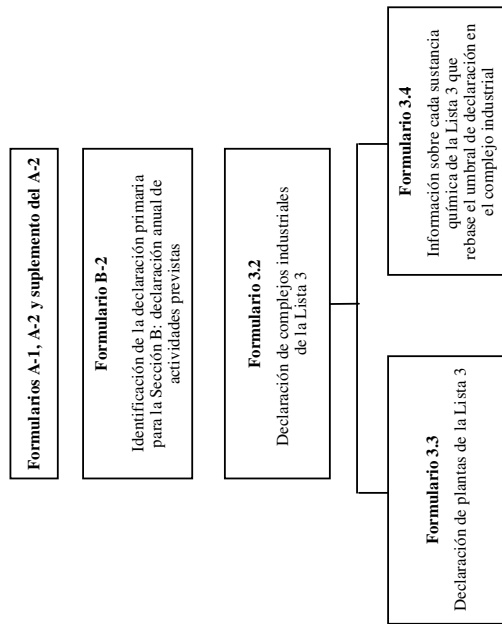 Formularios A-1, A-2 y suplemento del A-2
Formulario B-2
Identificación de la declaración primaria
para la Sección B: declaración anual de
actividades previstas
Formulario 3.2
Declaración de complejos industriales
de la Lista 3
Formulario 3.3
Declaración de plantas de la Lista 3
Formulario 3.4
Información sobre cada sustancia
química de la Lista 3 que
rebase el umbral de declaración en
el complejo industrial